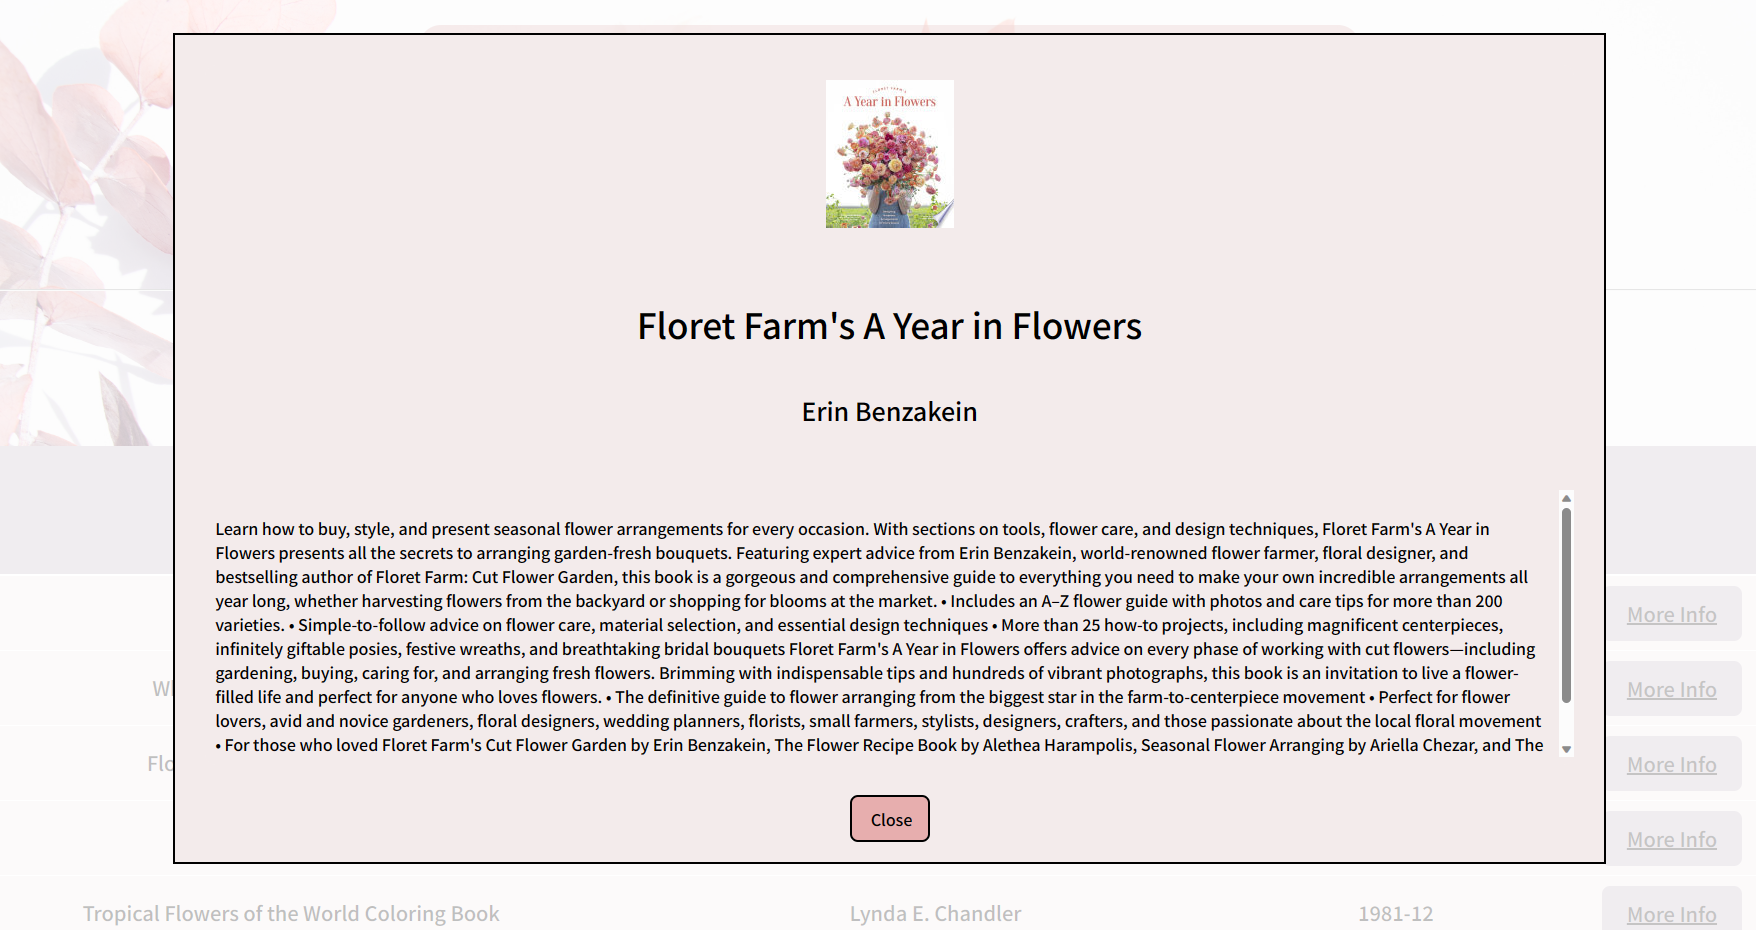 FLORET FARM'S
A Year in Flowers
Floret Farm's A Year in Flowers
Erin Benzakein
Learn how to buy, style, and present seasonal flower arrangements for every occasion. With sections on tools, flower care, and design techniques, Floret Farm's A Year in
Flowers presents all the secrets to arranging garden-fresh bouquets. Featuring expert advice from Erin Benzakein, world-renowned flower farmer, floral designer, and
bestselling author of Floret Farm: Cut Flower Garden, this book is a gorgeous and comprehensive guide to everything you need to make your own incredible arrangements all
year long, whether harvesting flowers from the backyard or shopping for blooms at the market. • Includes an A–Z flower guide with photos and care tips for more than 200
varieties. • Simple-to-follow advice on flower care, material selection, and essential design techniques • More than 25 how-to projects, including magnificent centerpieces,
infinitely giftable posies, festive wreaths, and breathtaking bridal bouquets Floret Farm's A Year in Flowers offers advice on every phase of working with cut flowers—including
gardening, buying, caring for, and arranging fresh flowers. Brimming with indispensable tips and hundreds of vibrant photographs, this book is an invitation to live a flower-
filled life and perfect for anyone who loves flowers. • The definitive guide to flower arranging from the biggest star in the farm-to-centerpiece movement • Perfect for flower
lovers, avid and novice gardeners, floral designers, wedding planners, florists, small farmers, stylists, designers, crafters, and those passionate about the local floral movement
• For those who loved Floret Farm's Cut Flower Garden by Erin Benzakein, The Flower Recipe Book by Alethea Harampolis, Seasonal Flower Arranging by Ariella Chezar, and The
Close
More Info
More Info
More Info
More Info
Tropical Flowers of the World Coloring Book Lynda E. Chandler 1981-12 More Info